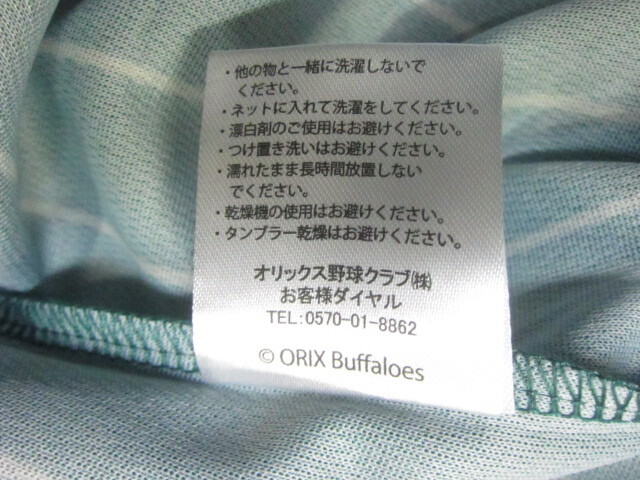 ・他の物と一緒に洗濯しないで
ください。
・ネットに入れて洗濯をしてください。
・漂白剤のご使用はお避けください。
・つけ置き洗いはお避けください。
・濡れたまま長時間放置しない
でください。
・乾燥機の使用はお避けください。
・タンブラー乾燥はお避けください。
オリックス野球クラブ(株)
お客様ダイヤル
TEL:0570-01-8862
© ORIX Buffaloes